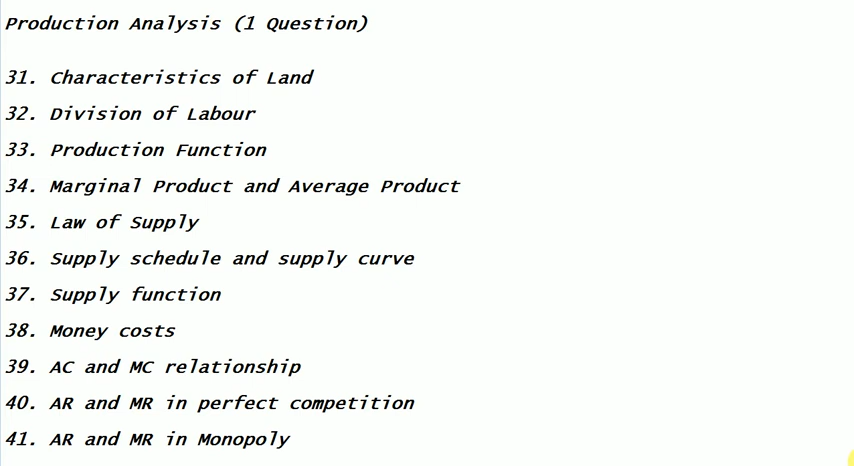 Production Analysis (1 Question)
31. Characteristics of Land
32. Division of Labour
33. Production Function
34. Marginal Product and Average Product
35. Law of Supply
36. Supply schedule and supply curve
37. Supply function
38. Money costs
39. AC and MC relationship
40. AR and MR in perfect competition
41. AR and MR in Monopoly